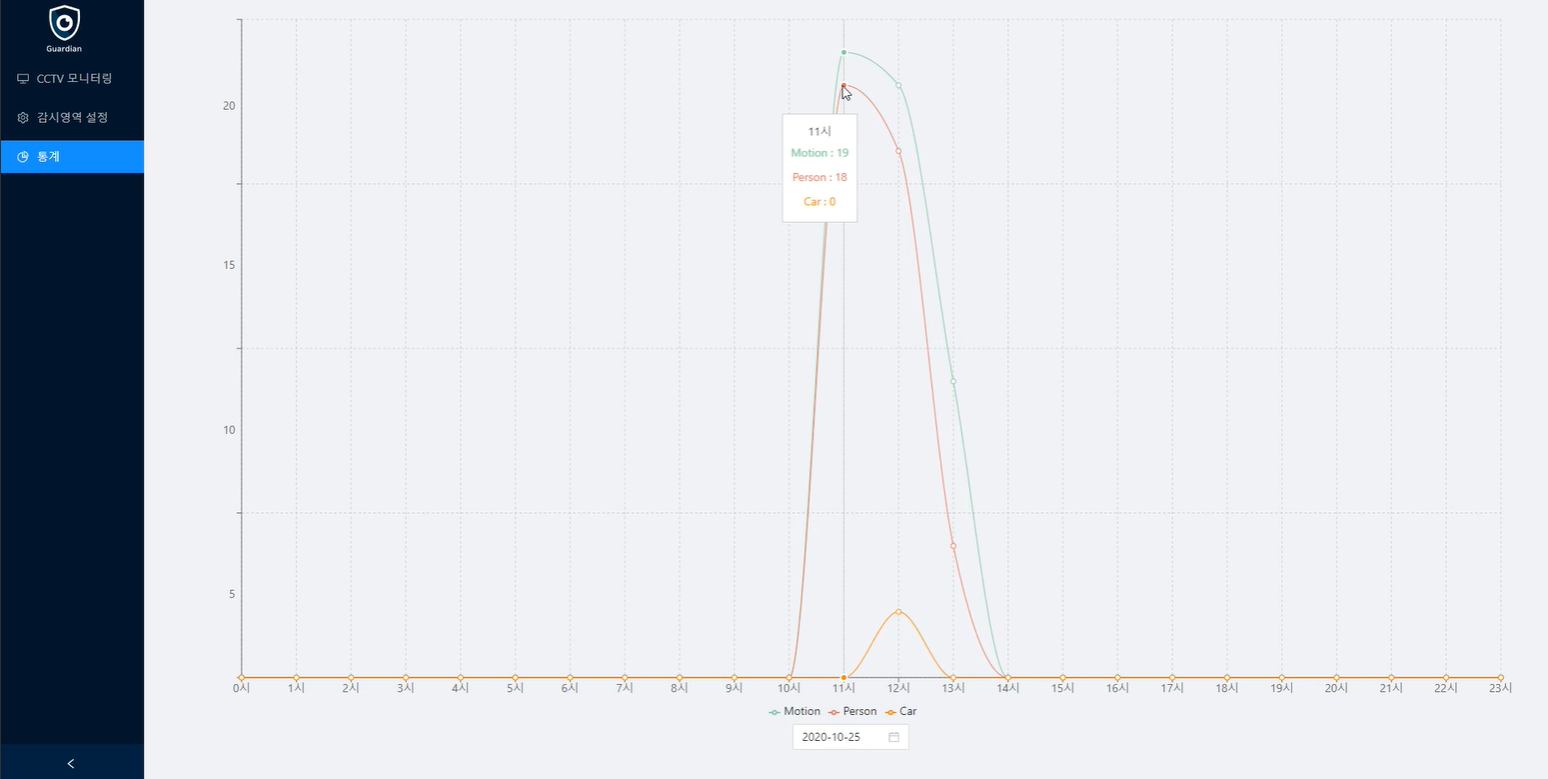 Guardian
CCTV 모니터링
감시영역 설정
통계
20
15
10
5
11시
Motion : 19
Person : 18
Car : 0
0시 1시 2시 3시 4시 5시 6시 7시 8시 9시 10시 11시 12시 13시 14시 15시 16시 17시 18시 19시 20시 21시 22시 23시
Motion Person Car
2020-10-25